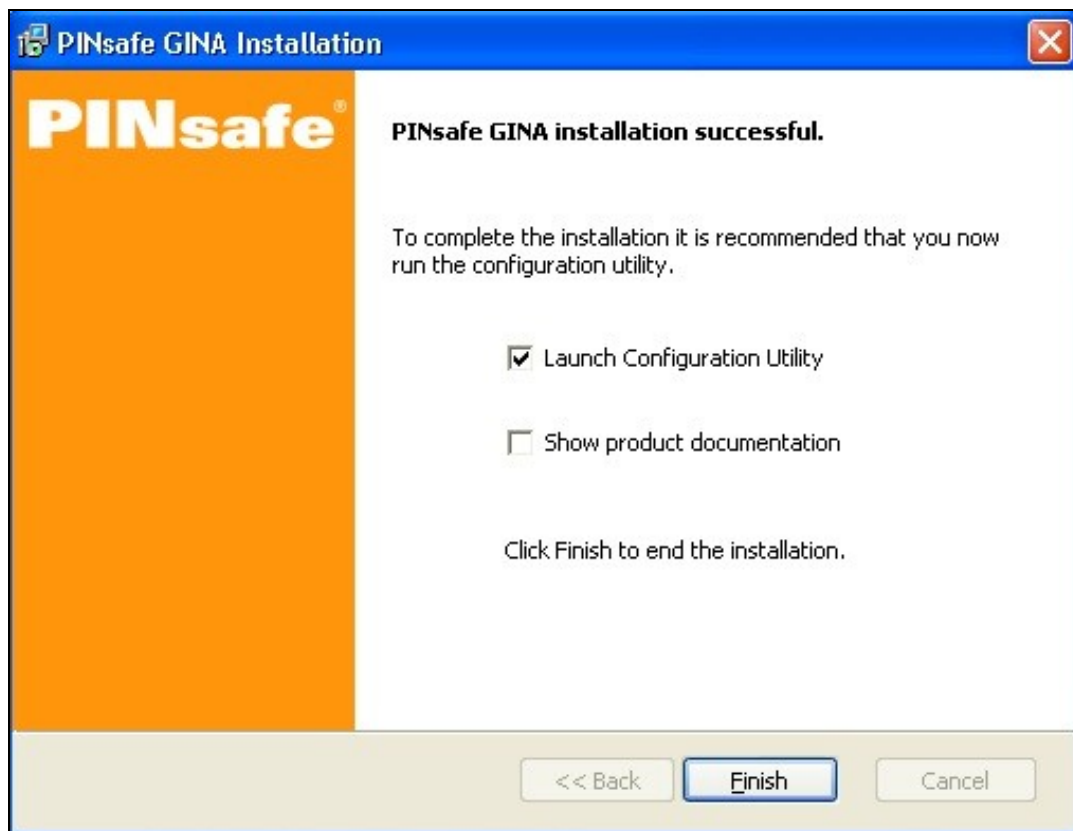 PINsafe GINA Installation
PINsafe®
PINsafe GINA installation successful.
To complete the installation it is recommended that you now
run the configuration utility.
Launch Configuration Utility
Show product documentation
Click Finish to end the installation.
<< Back
Finish
Cancel